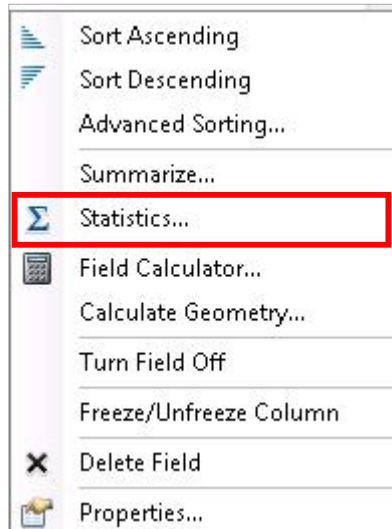 Sort Ascending
Sort Descending
Advanced Sorting...
Summarize...
Statistics...
Field Calculator...
Calculate Geometry...
Turn Field Off
Freeze/Unfreeze Column
Delete Field
Properties...